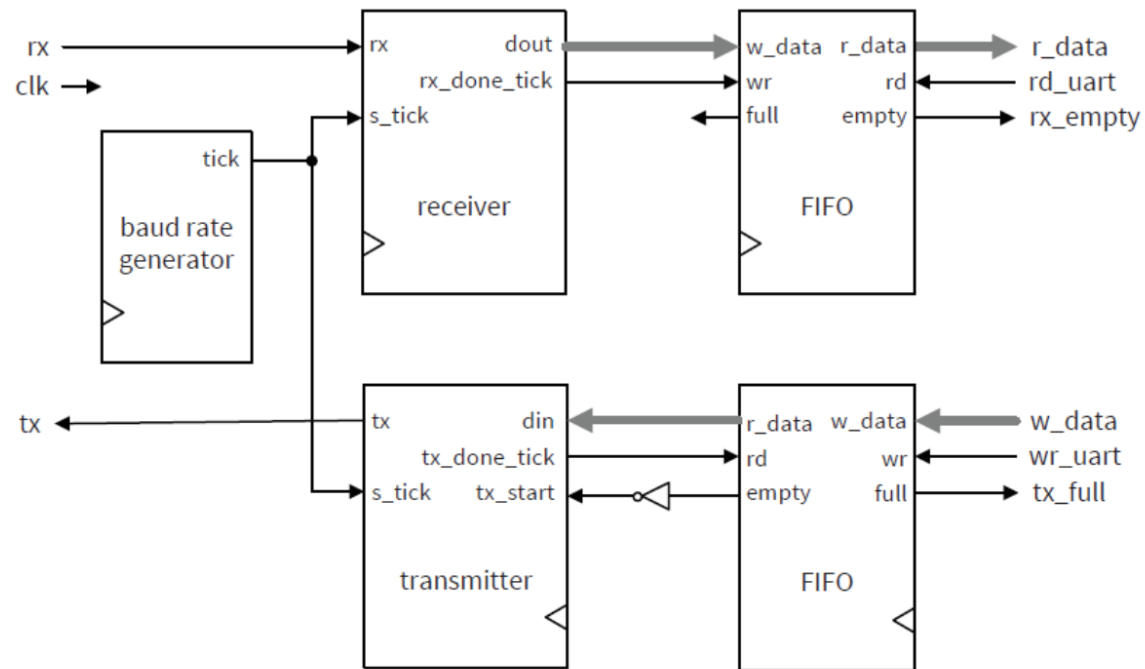 rx
clk
rx
dout
rx_done_tick
s_tick
receiver
w_data
r_data
wr
rd
full
empty
FIFO
r_data
rd_uart
rx_empty
tick
baud rate
generator
tx
tx
din
tx_done_tick
s_tick
tx_start
transmitter
r_data
w_data
rd
wr
empty
full
FIFO
w_data
wr_uart
tx_full